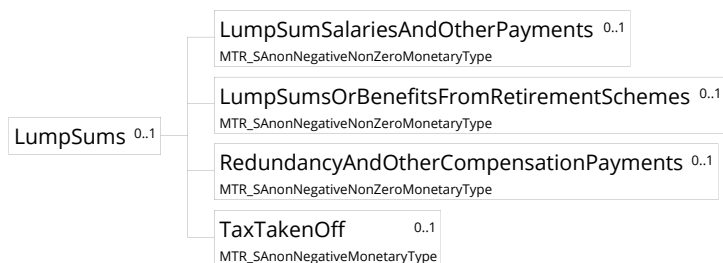 LumpSumSalariesAndOtherPayments 0..1
MTR_SAnonNegativeNonZeroMonetaryType
LumpSumsOrBenefitsFromRetirementSchemes 0..1
MTR_SAnonNegativeNonZeroMonetaryType
LumpSums 0..1
RedundancyAndOtherCompensationPayments 0..1
MTR_SAnonNegativeNonZeroMonetaryType
TaxTakenOff 0..1
MTR_SAnonNegativeMonetaryType